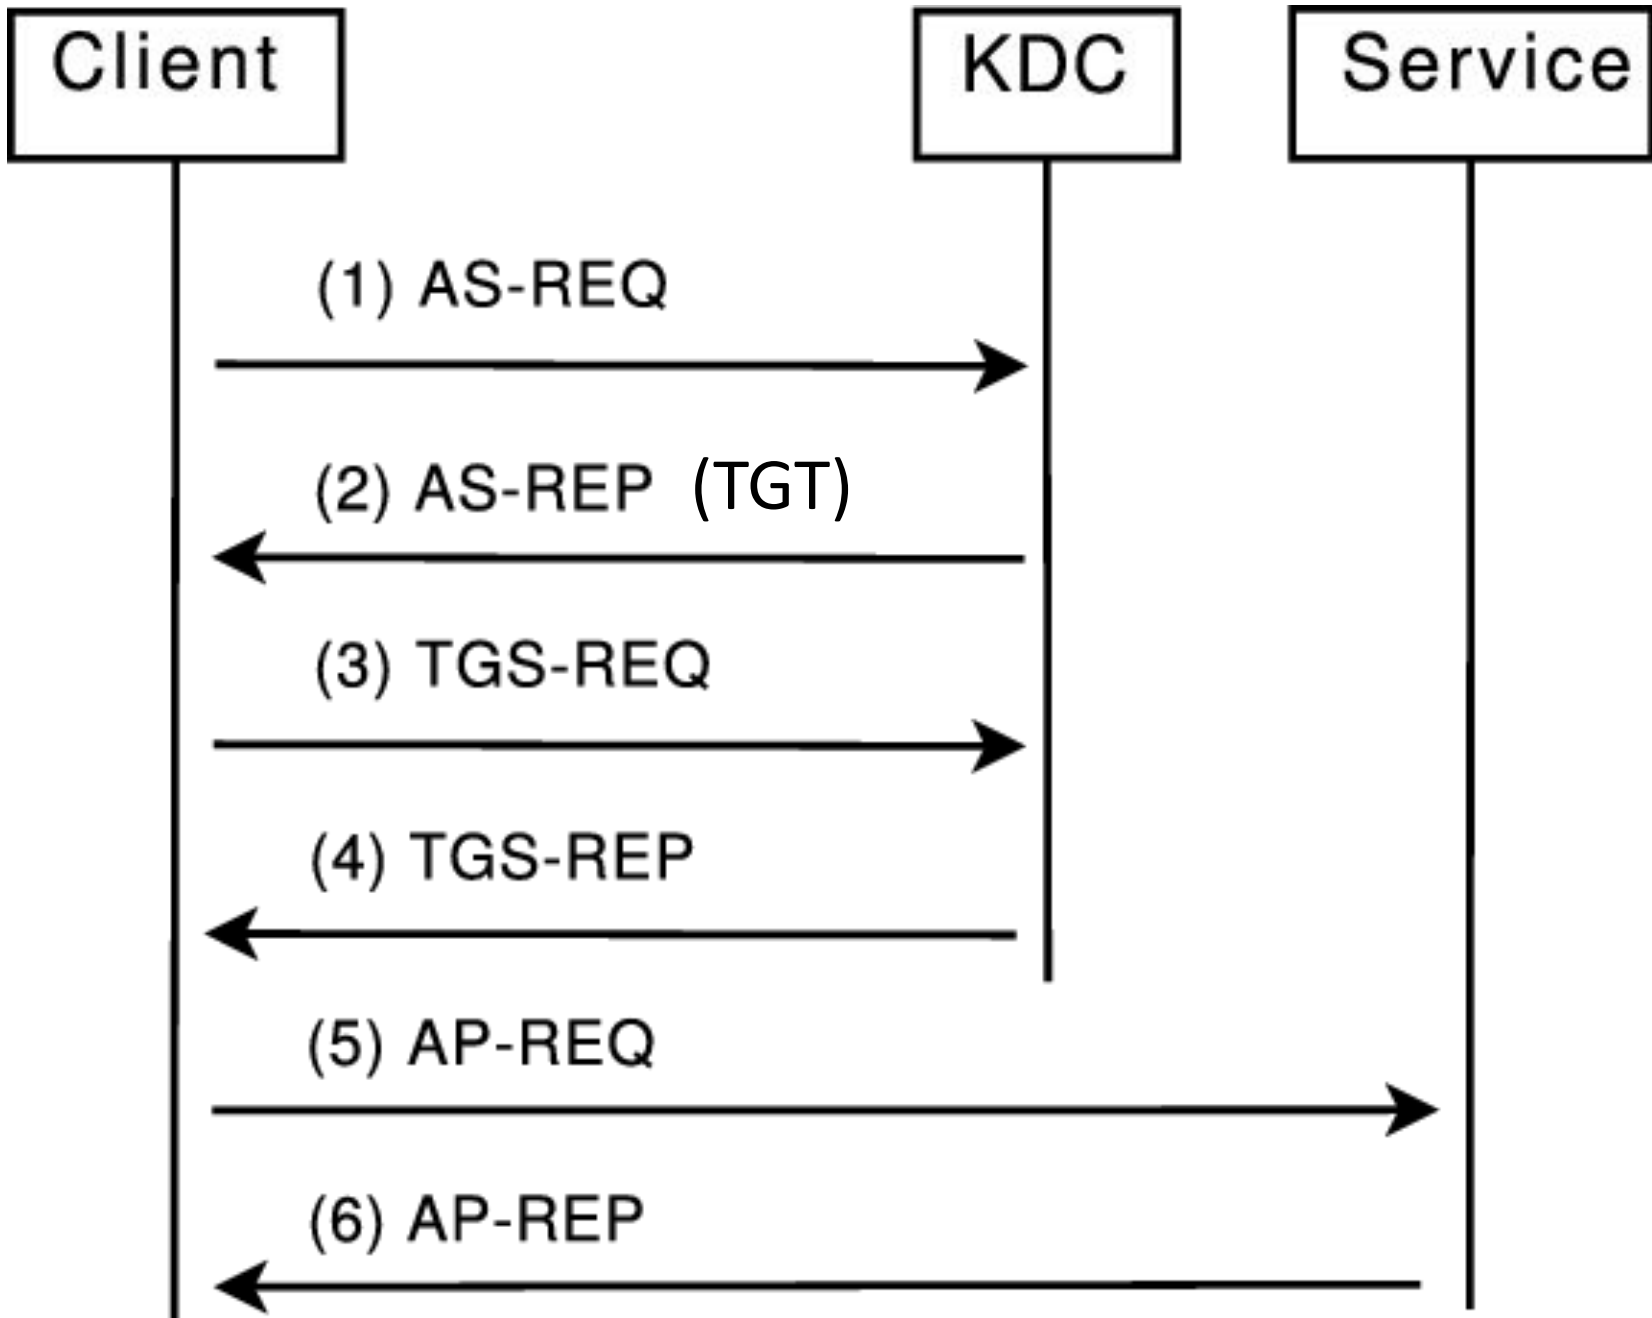 Client
KDC
Service
(1) AS-REQ
(2) AS-REP (TGT)
(3) TGS-REQ
(4) TGS-REP
(5) AP-REQ
(6) AP-REP